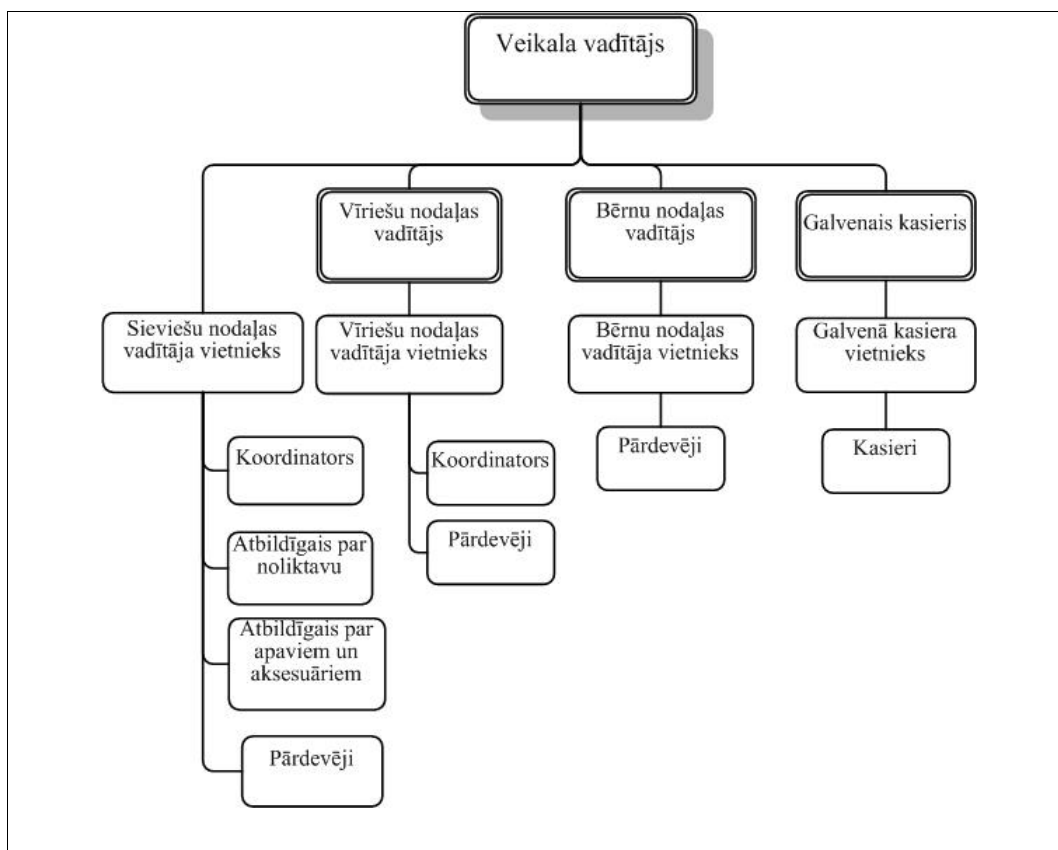 Veikala vadītājs
Vīriešu nodaļas
vadītājs
Bērnu nodaļas
vadītājs
Galvenais kasieris
Sieviešu nodaļas
vadītāja vietnieks
Vīriešu nodaļas
vadītāja vietnieks
Bērnu nodaļas
vadītāja vietnieks
Galvenā kasiera
vietnieks
Koordinators
Atbildīgais par
noliktavu
Atbildīgais par
apaviem un
aksesuāriem
Pārdevēji
Koordinators
Pārdevēji
Pārdevēji
Kasieri